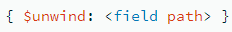 { $unwind: <field path> }